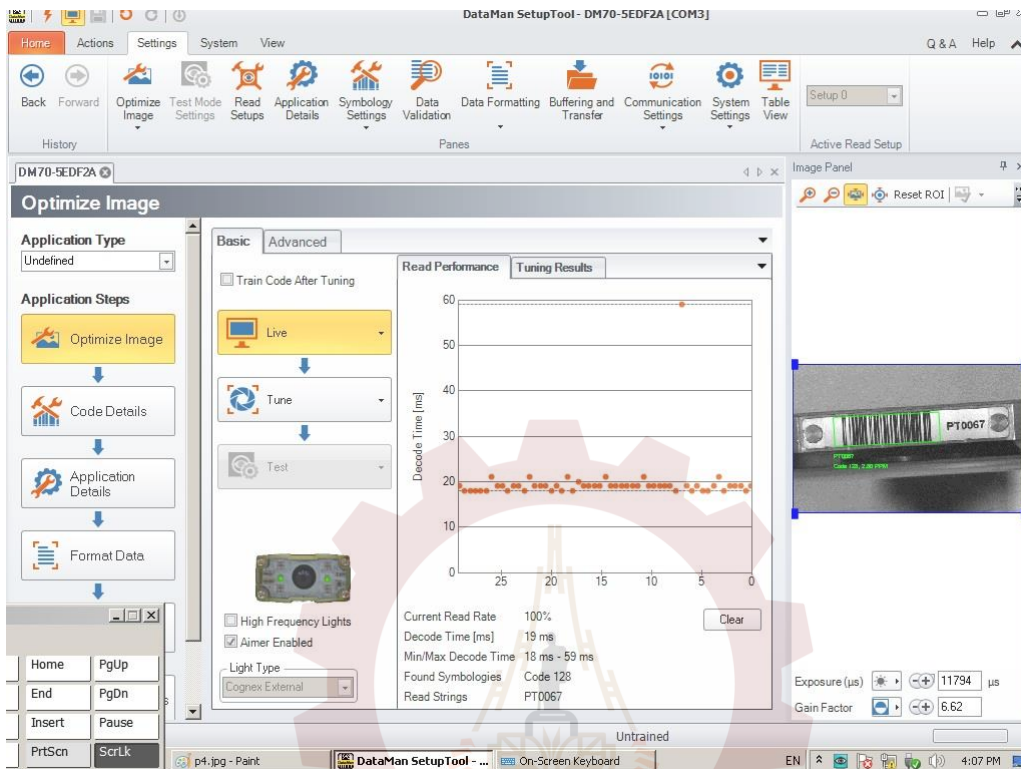 DataMan SetupTool - DM70-5EDF2A [COM3]
Home Actions Settings System View Q & A Help
Back Forward Optimize Image Test Mode Settings Read Setups Application Details Symbology Settings Data Validation Data Formatting Buffering and Transfer Communication Settings System Settings Table View Setup 0
History Panes Active Read Setup
DM70-5EDF2A
Image Panel
Optimize Image
Reset ROI
Application Type
Undefined
Application Steps
Optimize Image
Code Details
Application Details
Format Data
Basic Advanced
Train Code After Tuning
Live
Tune
Test
High Frequency Lights
Aimer Enabled
Light Type
Cognex External
Read Performance Tuning Results
Decode Time [ms]
60
50
40
30
20
10
0
25 20 15 10 5 0
Current Read Rate 100%
Decode Time [ms] 19 ms
Min/Max Decode Time 18 ms - 59 ms
Found Symbologies Code 128
Read Strings PT0067
Clear
PT0067
PT0067
Code 128, 2.80 PPM
Exposure (µs) 11794 µs
Gain Factor 6.62
Untrained
Home PgUp
End PgDn
Insert Pause
PrtScn ScrLk
p4.jpg - Paint DataMan SetupTool - ... On-Screen Keyboard EN 4:07 PM